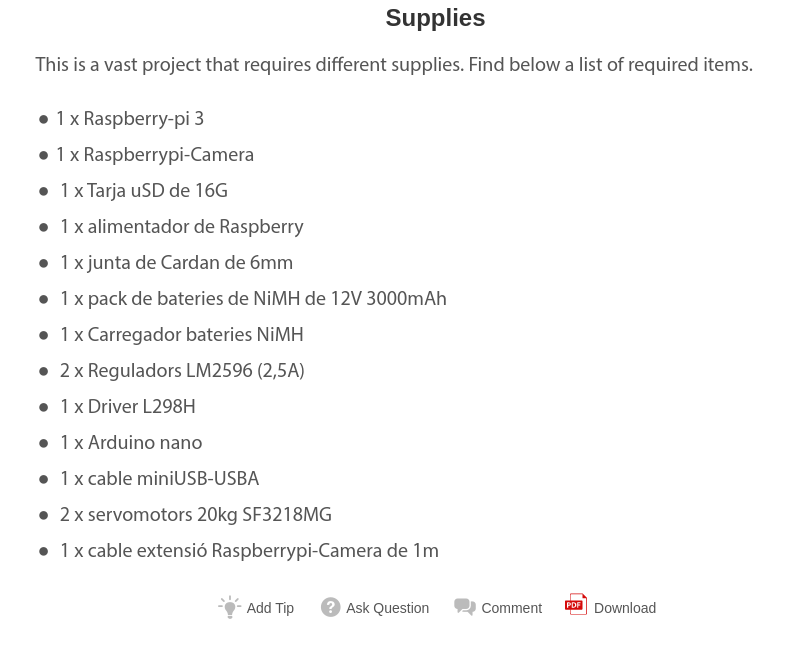 Supplies
This is a vast project that requires different supplies. Find below a list of required items.
● 1 x Raspberry-pi 3
● 1 x Raspberrypi-Camera
● 1 x Tarja uSD de 16G
● 1 x alimentador de Raspberry
● 1 x junta de Cardan de 6mm
● 1 x pack de bateries de NiMH de 12V 3000mAh
● 1 x Carregador bateries NiMH
● 2 x Reguladors LM2596 (2,5A)
● 1 x Driver L298H
● 1 x Arduino nano
● 1 x cable miniUSB-USBA
● 2 x servomotors 20kg SF3218MG
● 1 x cable extensió Raspberrypi-Camera de 1m
Add Tip Ask Question Comment PDF Download